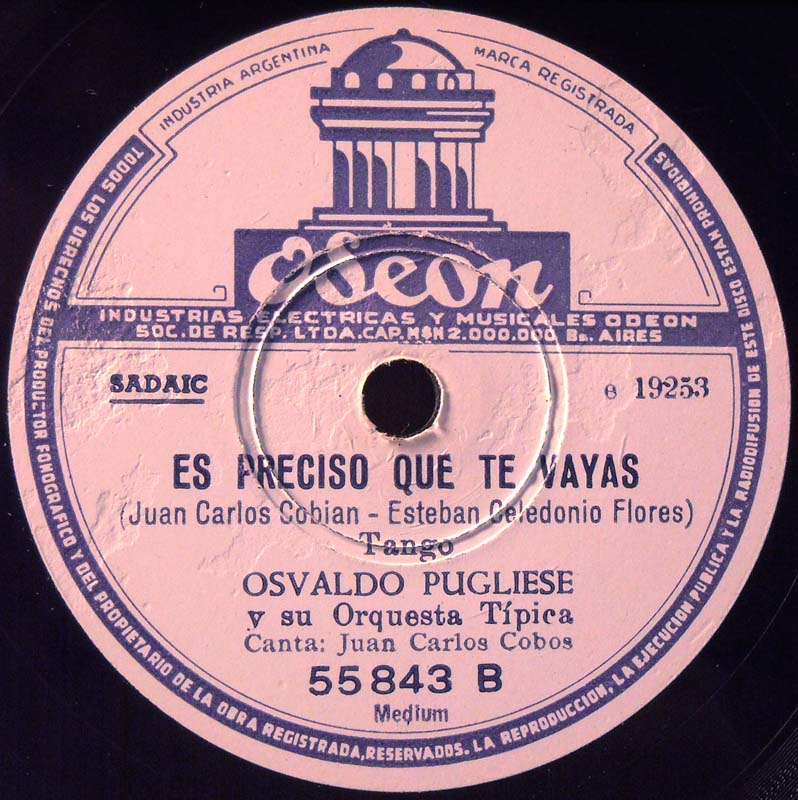 INDUSTRIA ARGENTINA
MARCA REGISTRADA
Odeon
INDUSTRIAS ELECTRICAS Y MUSICALES ODEON
SOC. DE RESP. LTDA. CAP. M$N 2.000.000 Bs. AIRES
SADAIC
e 19253
ES PRECISO QUE TE VAYAS
(Juan Carlos Cobian - Esteban Celedonio Flores)
Tango
OSVALDO PUGLIESE
y su Orquesta Típica
Canta: Juan Carlos Cobos
55843 B
Medium
TODOS LOS DERECHOS DEL PRODUCTOR FONOGRAFICO Y DEL PROPIETARIO DE LA OBRA REGISTRADA, RESERVADOS. LA REPRODUCCION, LA EJECUCION PUBLICA Y LA RADIODIFUSION DE ESTE DISCO ESTAN PROHIBIDAS